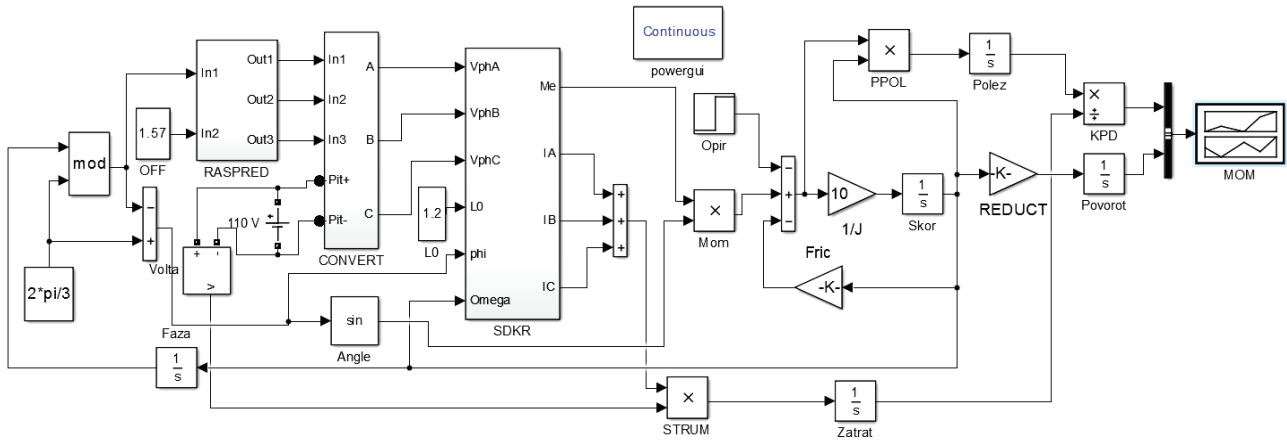 Continuous
powergui
mod
1.57
OFF
In1
In2
Out1
Out2
Out3
RASPRED
In1
In2
In3
Pit+
Pit-
A
B
C
CONVERT
110 V
+
-
+
+
-
v
Volta
2*pi/3
Faza
1
s
VphA
VphB
VphC
L0
phi
Omega
Me
IA
IB
IC
SDKR
1.2
L0
sin
Angle
+
+
+
×
Mom
×
STRUM
Opir
-
+
-
10
1/J
1
s
Skor
Fric
-K-
×
PPOL
1
s
Polez
×
÷
KPD
-K-
REDUCT
1
s
Povorot
1
s
Zatrat
MOM